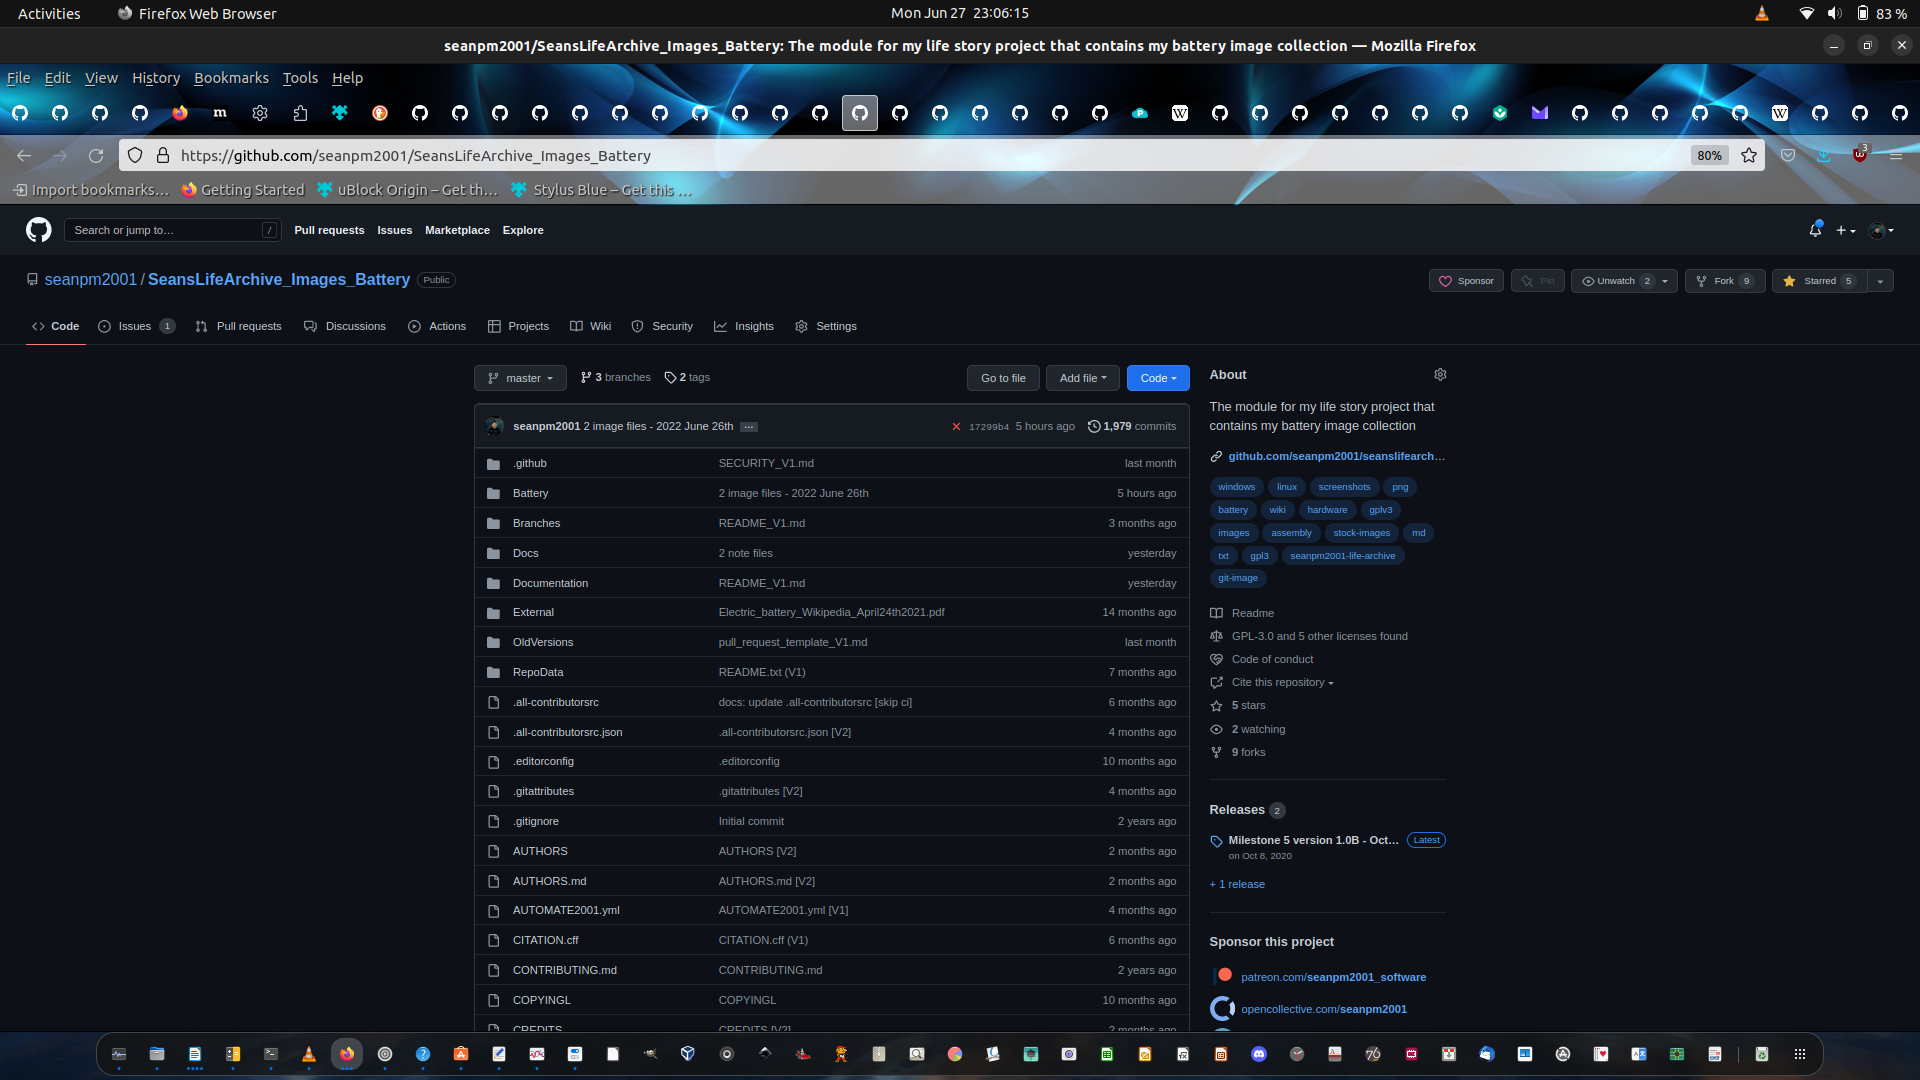 Activities Firefox Web Browser Mon Jun 27 23:06:15 83 %
seanpm2001/SeansLifeArchive_Images_Battery: The module for my life story project that contains my battery image collection — Mozilla Firefox
File Edit View History Bookmarks Tools Help
https://github.com/seanpm2001/SeansLifeArchive_Images_Battery 80% 3
Import bookmarks… Getting Started uBlock Origin – Get th… Stylus Blue – Get this …
Search or jump to… / Pull requests Issues Marketplace Explore
seanpm2001 / SeansLifeArchive_Images_Battery Public Sponsor Pin Unwatch 2 Fork 9 Starred 5
Code Issues 1 Pull requests Discussions Actions Projects Wiki Security Insights Settings
master 3 branches 2 tags Go to file Add file Code
seanpm2001 2 image files - 2022 June 26th ... 17299b4 5 hours ago 1,979 commits
.github SECURITY_V1.md last month
Battery 2 image files - 2022 June 26th 5 hours ago
Branches README_V1.md 3 months ago
Docs 2 note files yesterday
Documentation README_V1.md yesterday
External Electric_battery_Wikipedia_April24th2021.pdf 14 months ago
OldVersions pull_request_template_V1.md last month
RepoData README.txt (V1) 7 months ago
.all-contributorsrc docs: update .all-contributorsrc [skip ci] 6 months ago
.all-contributorsrc.json .all-contributorsrc.json [V2] 4 months ago
.editorconfig .editorconfig 10 months ago
.gitattributes .gitattributes [V2] 4 months ago
.gitignore Initial commit 2 years ago
AUTHORS AUTHORS [V2] 2 months ago
AUTHORS.md AUTHORS.md [V2] 2 months ago
AUTOMATE2001.yml AUTOMATE2001.yml [V1] 4 months ago
CITATION.cff CITATION.cff (V1) 6 months ago
CONTRIBUTING.md CONTRIBUTING.md 2 years ago
COPYINGL COPYINGL 10 months ago
CREDITS CREDITS [V2] 2 months ago
About
The module for my life story project that
contains my battery image collection
github.com/seanpm2001/seanslifearch…
windows linux screenshots png
battery wiki hardware gplv3
images assembly stock-images md
txt gpl3 seanpm2001-life-archive
git-image
Readme
GPL-3.0 and 5 other licenses found
Code of conduct
Cite this repository
5 stars
2 watching
9 forks
Releases 2
Milestone 5 version 1.0B - Oct… Latest
on Oct 8, 2020
+ 1 release
Sponsor this project
patreon.com/seanpm2001_software
opencollective.com/seanpm2001